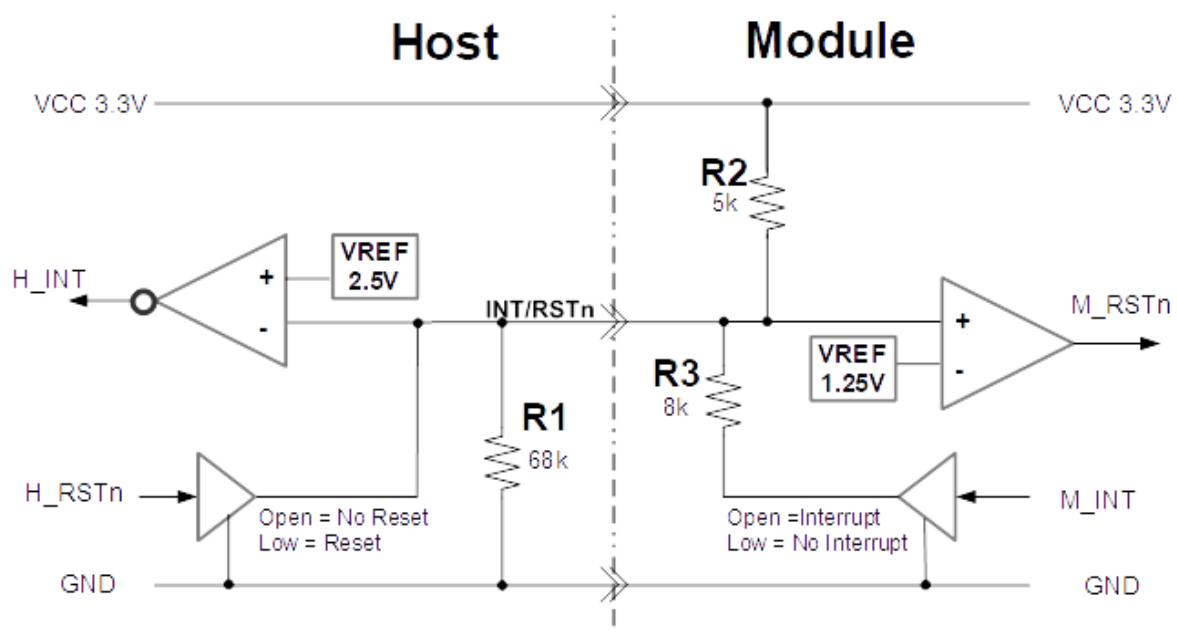 Host
Module
VCC 3.3V
VCC 3.3V
R2
5k
VREF
2.5V
H_INT
+
-
INT/RSTn
M_RSTn
+
-
VREF
1.25V
R3
8k
R1
68k
H_RSTn
Open = No Reset
Low = Reset
Open =Interrupt
Low = No Interrupt
M_INT
GND
GND